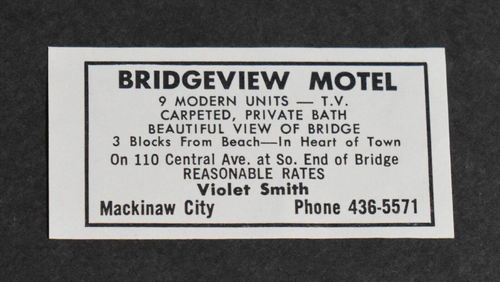 BRIDGEVIEW MOTEL
9 MODERN UNITS — T.V.
CARPETED, PRIVATE BATH
BEAUTIFUL VIEW OF BRIDGE
3 Blocks From Beach—In Heart of Town
On 110 Central Ave. at So. End of Bridge
REASONABLE RATES
Violet Smith
Mackinaw City Phone 436-5571